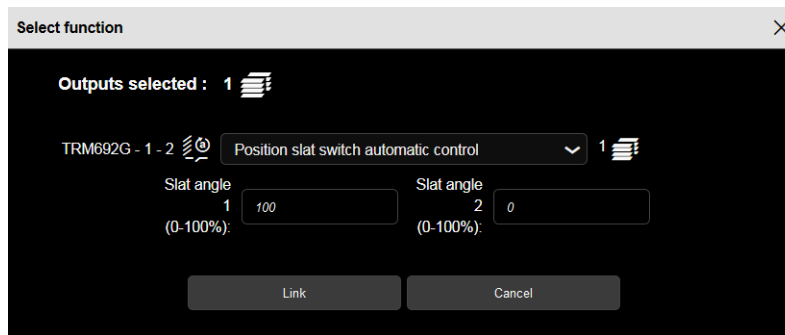 Select function
Outputs selected : 1
TRM692G - 1 - 2 Position slat switch automatic control 1
Slat angle 1 (0-100%): 100 Slat angle 2 (0-100%): 0
Link Cancel